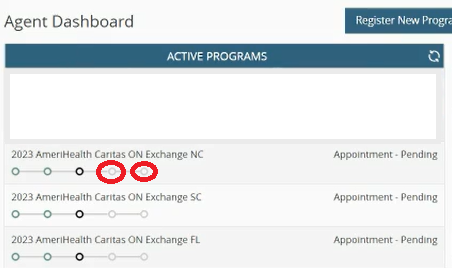 Agent Dashboard
Register New Progra
ACTIVE PROGRAMS
2023 AmeriHealth Caritas ON Exchange NC Appointment - Pending
2023 AmeriHealth Caritas ON Exchange SC Appointment - Pending
2023 AmeriHealth Caritas ON Exchange FL Appointment - Pending